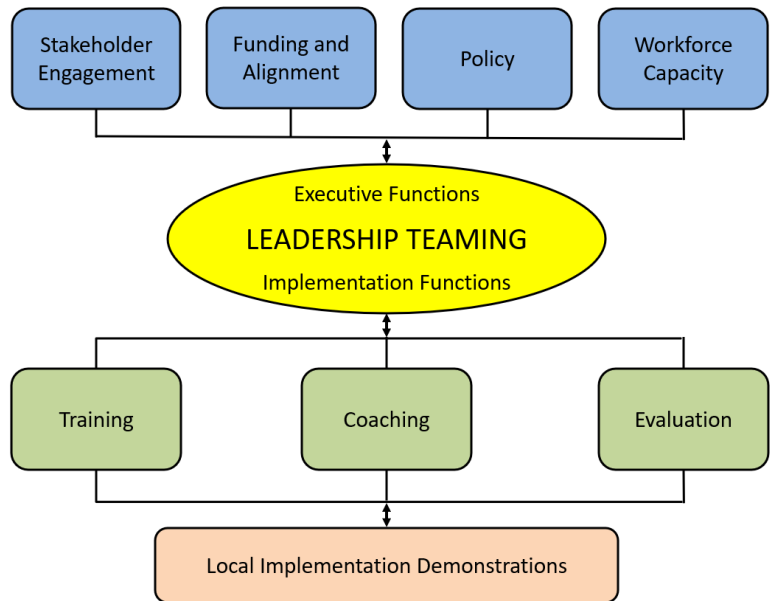 Stakeholder
Engagement
Funding and
Alignment
Policy
Workforce
Capacity
Executive Functions
LEADERSHIP TEAMING
Implementation Functions
Training
Coaching
Evaluation
Local Implementation Demonstrations